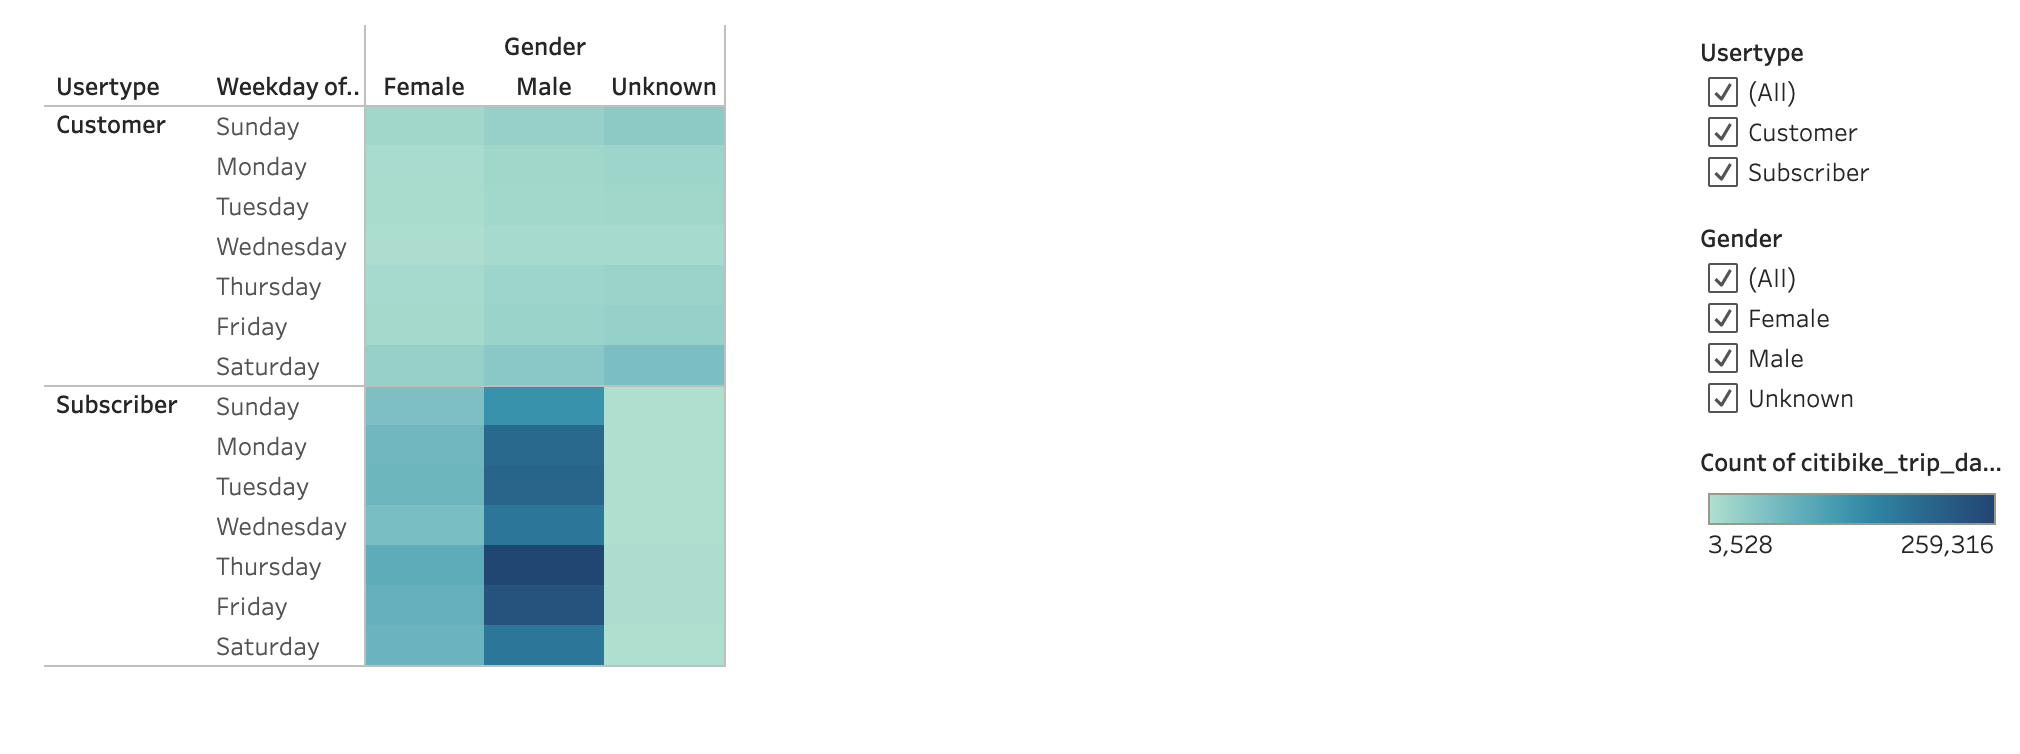 Gender
Usertype Weekday of.. Female Male Unknown
Customer Sunday
Monday
Tuesday
Wednesday
Thursday
Friday
Saturday
Subscriber Sunday
Monday
Tuesday
Wednesday
Thursday
Friday
Saturday
Usertype
(All)
Customer
Subscriber
Gender
(All)
Female
Male
Unknown
Count of citibike_trip_da...
3,528 259,316